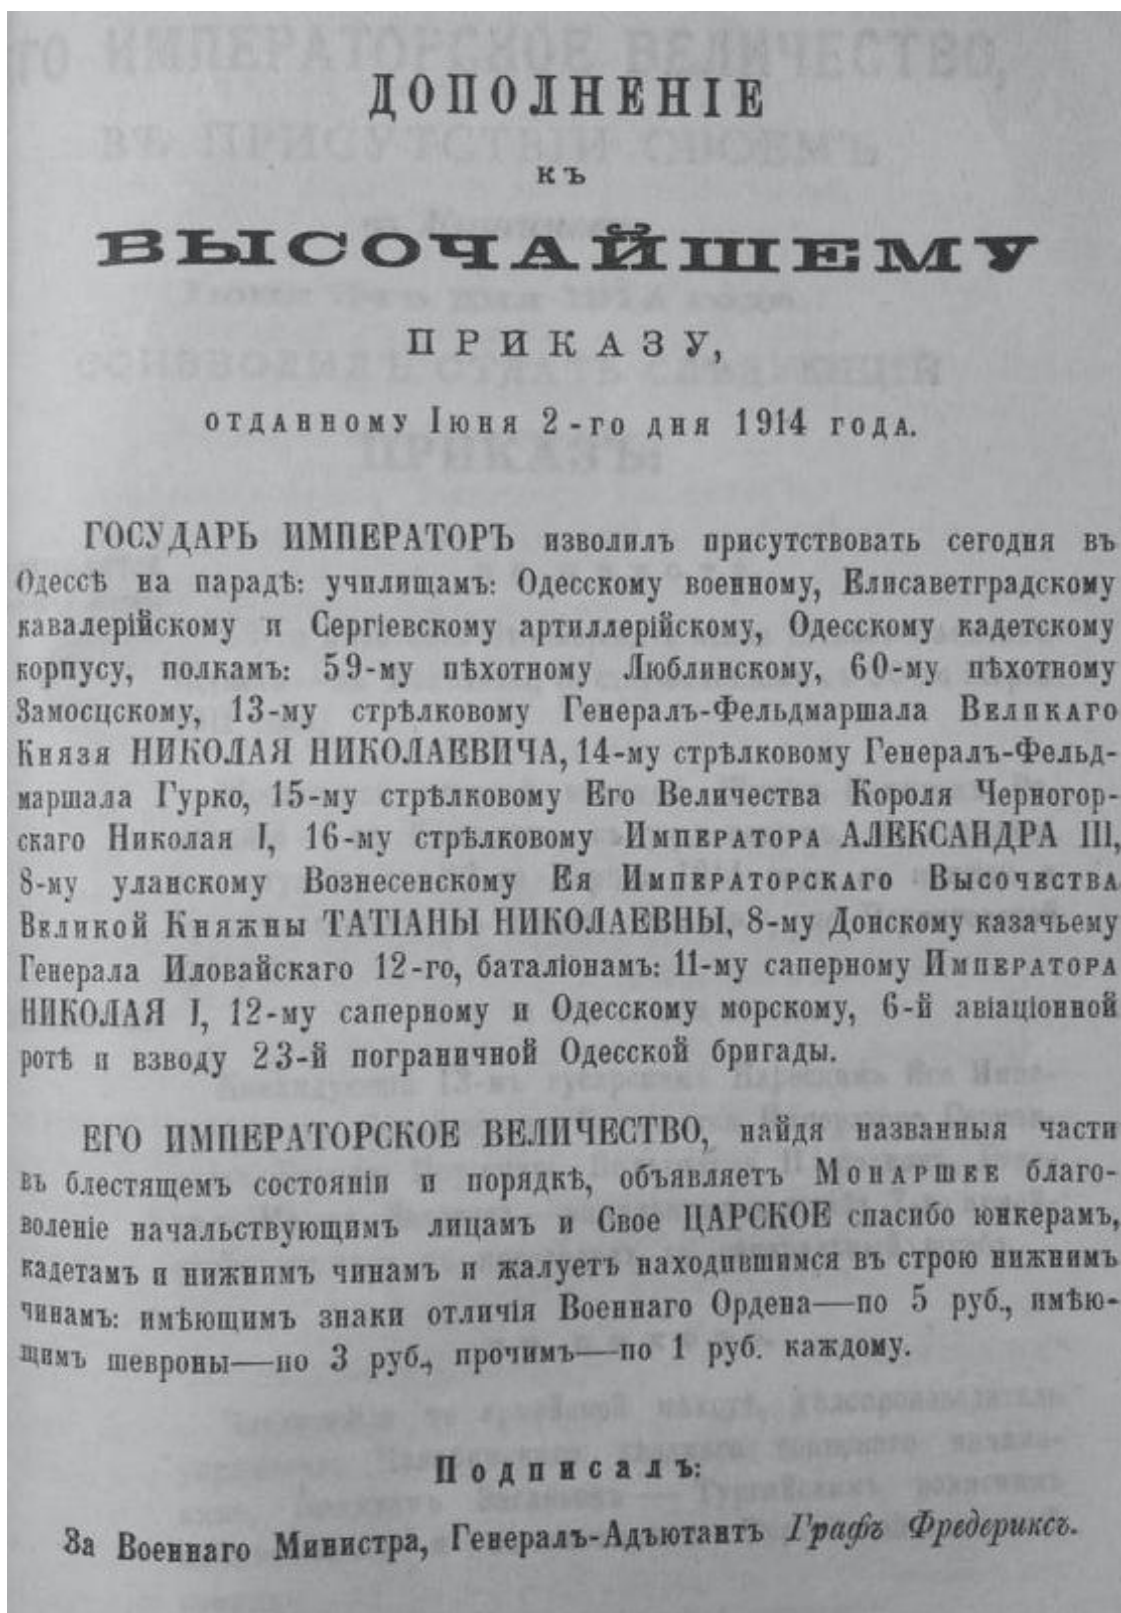 ДОПОЛНЕНІЕ
къ
ВЫСОЧАЙШЕМУ
ПРИКАЗУ,
отданному Іюня 2-го дня 1914 года.
ГОСУДАРЬ ИМПЕРАТОРЪ изволилъ присутствовать сегодня въ
Одессѣ на парадѣ: училищамъ: Одесскому военному, Елисаветградскому
кавалерійскому и Сергіевскому артиллерійскому, Одесскому кадетскому
корпусу, полкамъ: 59-му пѣхотному Люблинскому, 60-му пѣхотному
Замосцскому, 13-му стрѣлковому Генералъ-Фельдмаршала Великаго
Князя НИКОЛАЯ НИКОЛАЕВИЧА, 14-му стрѣлковому Генералъ-Фельд-
маршала Гурко, 15-му стрѣлковому Его Величества Короля Черногор-
скаго Николая I, 16-му стрѣлковому Императора АЛЕКСАНДРА III,
8-му уланскому Вознесенскому Ея Императорскаго Высочества
Великой Княжны ТАТІАНЫ НИКОЛАЕВНЫ, 8-му Донскому казачьему
Генерала Иловайскаго 12-го, баталіонамъ: 11-му саперному Императора
НИКОЛАЯ I, 12-му саперному и Одесскому морскому, 6-й авіаціонной
ротѣ и взводу 23-й пограничной Одесской бригады.
ЕГО ИМПЕРАТОРСКОЕ ВЕЛИЧЕСТВО, найдя названныя части
въ блестящемъ состояніи и порядкѣ, объявляетъ Монаршее благо-
воленіе начальствующимъ лицамъ и Свое ЦАРСКОЕ спасибо юнкерамъ,
кадетамъ и нижнимъ чинамъ и жалуетъ находившимся въ строю нижнимъ
чинамъ: имѣющимъ знаки отличія Военнаго Ордена—по 5 руб., имѣю-
щимъ шевроны—по 3 руб., прочимъ—по 1 руб. каждому.
Подписалъ:
За Военнаго Министра, Генералъ-Адъютантъ Графъ Фредериксъ.